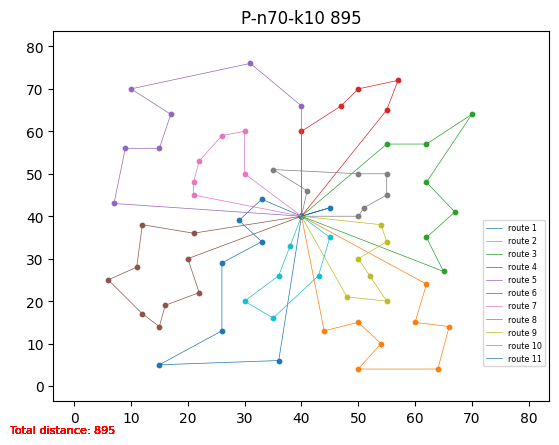 P-n70-k10 895
80
70
60
50
40
30
20
10
0
route 1
route 2
route 3
route 4
route 5
route 6
route 7
route 8
route 9
route 10
route 11
0 10 20 30 40 50 60 70 80
Total distance: 895